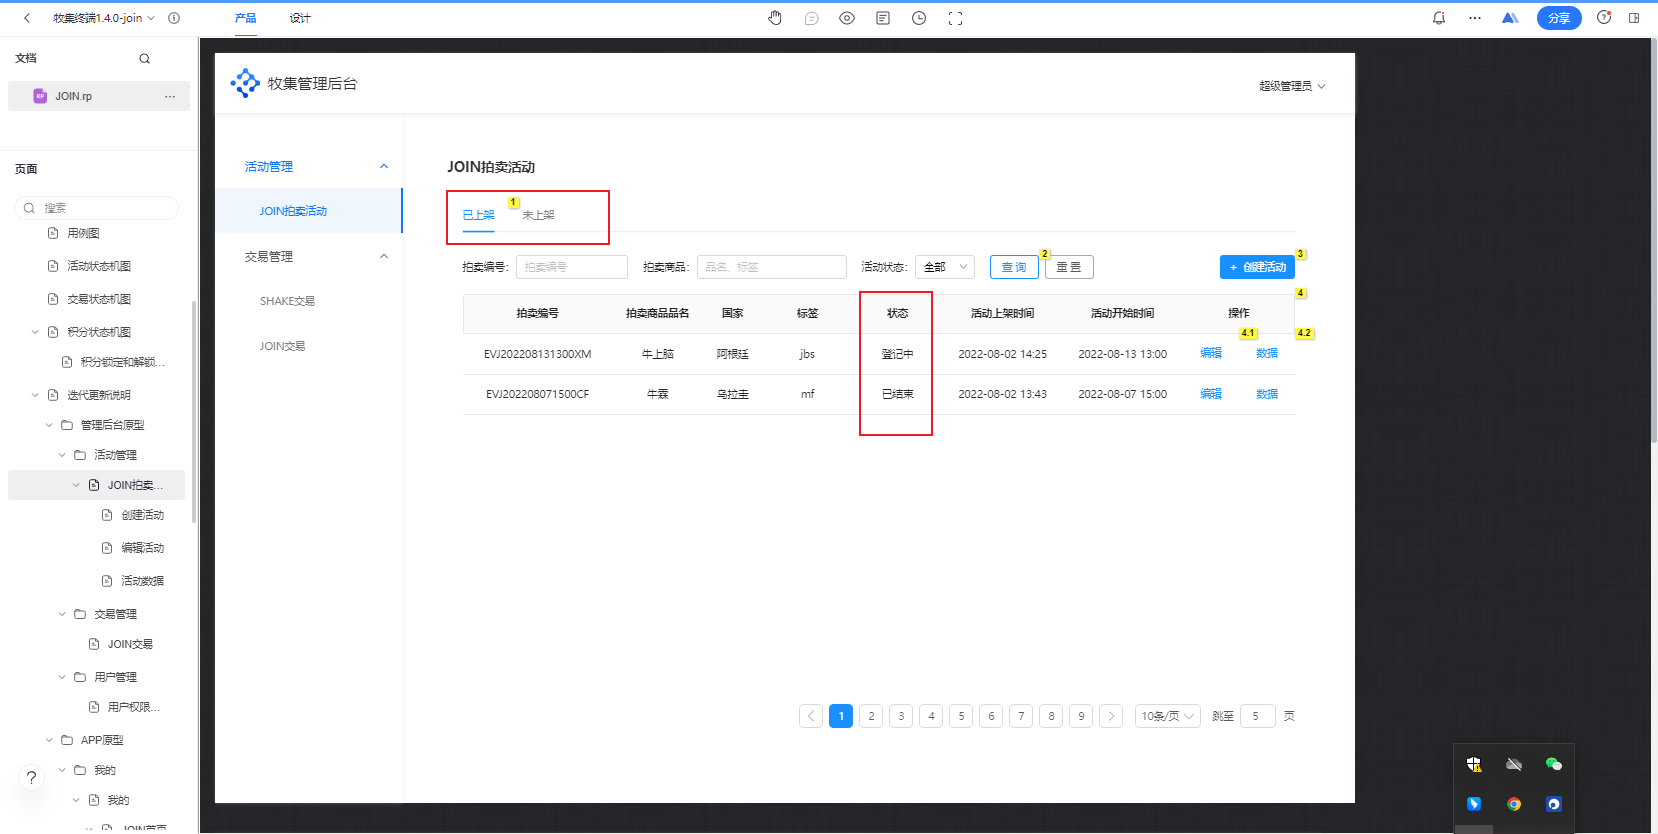 牧集终端1.4.0-join
产品
设计
分享
文档
JOIN.rp
页面
搜索
用例图
活动状态机图
交易状态机图
积分状态机图
积分锁定和解锁...
迭代更新说明
管理后台原型
活动管理
JOIN拍卖...
创建活动
编辑活动
活动数据
交易管理
JOIN交易
用户管理
用户权限...
APP原型
我的
我的
JOIN首页
?
牧集管理后台
超级管理员
活动管理
JOIN拍卖活动
交易管理
SHAKE交易
JOIN交易
JOIN拍卖活动
已上架 1 未上架
拍卖编号: 拍卖编号 拍卖商品: 品名、标签 活动状态: 全部 查 询 2 重 置 + 创建活动 3
4
拍卖编号 拍卖商品品名 国家 标签 状态 活动上架时间 活动开始时间 操作
4.1 4.2
EVJ202208131300XM 牛上脑 阿根廷 jbs 登记中 2022-08-02 14:25 2022-08-13 13:00 编辑 数据
EVJ202208071500CF 牛霖 乌拉圭 mf 已结束 2022-08-02 13:43 2022-08-07 15:00 编辑 数据
1 2 3 4 5 6 7 8 9 10条/页 跳至 5 页